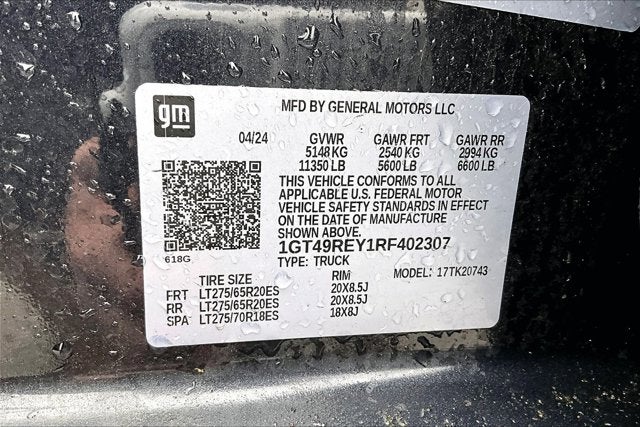 gm
MFD BY GENERAL MOTORS LLC
04/24 GVWR GAWR FRT GAWR RR
5148 KG 2540 KG 2994 KG
11350 LB 5600 LB 6600 LB
THIS VEHICLE CONFORMS TO ALL
APPLICABLE U.S. FEDERAL MOTOR
VEHICLE SAFETY STANDARDS IN EFFECT
ON THE DATE OF MANUFACTURE
SHOWN ABOVE.
1GT49REY1RF402307
618G
TYPE: TRUCK MODEL: 17TK20743
TIRE SIZE RIM
FRT LT275/65R20ES 20X8.5J
RR LT275/65R20ES 20X8.5J
SPA LT275/70R18ES 18X8J